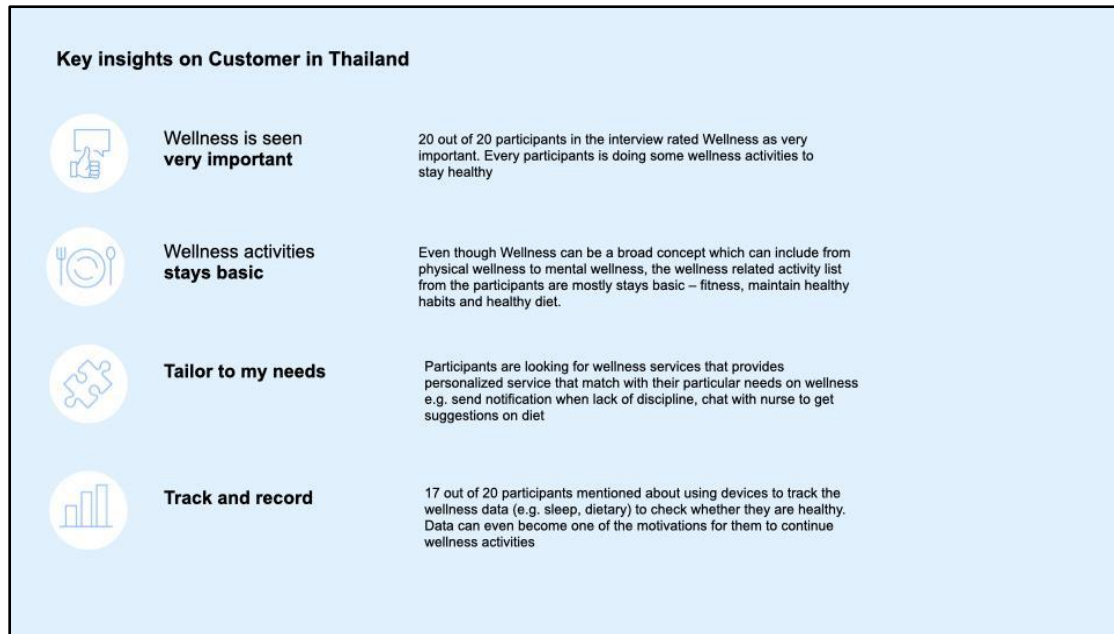 Key insights on Customer in Thailand
Wellness is seen
very important
20 out of 20 participants in the interview rated Wellness as very
important. Every participants is doing some wellness activities to
stay healthy
Wellness activities
stays basic
Even though Wellness can be a broad concept which can include from
physical wellness to mental wellness, the wellness related activity list
from the participants are mostly stays basic – fitness, maintain healthy
habits and healthy diet.
Tailor to my needs
Participants are looking for wellness services that provides
personalized service that match with their particular needs on wellness
e.g. send notification when lack of discipline, chat with nurse to get
suggestions on diet
Track and record
17 out of 20 participants mentioned about using devices to track the
wellness data (e.g. sleep, dietary) to check whether they are healthy.
Data can even become one of the motivations for them to continue
wellness activities